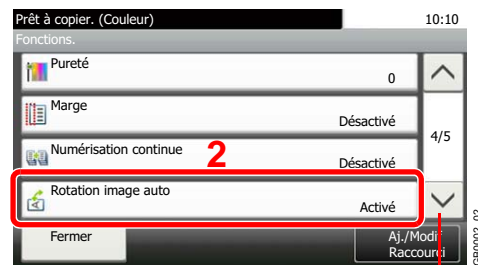 Prêt à copier. (Couleur) 10:10
Fonctions.
Pureté
0
Marge
Désactivé
4/5
Numérisation continue
2
Désactivé
Rotation image auto
Activé
Fermer
Aj./Modif
Raccourci
GB0002_02